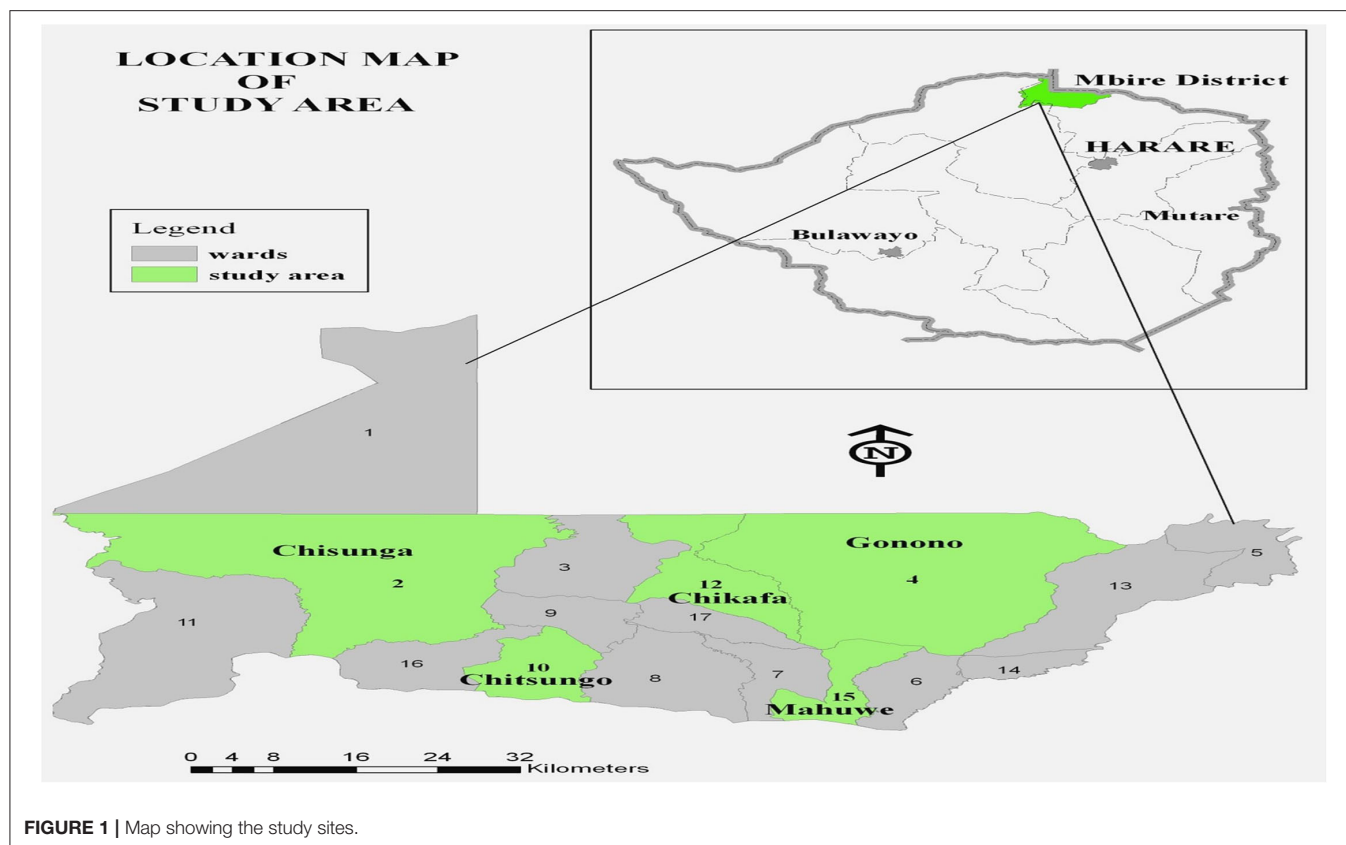 LOCATION MAP
OF
STUDY AREA
Mbire District
HARARE
Mutare
Bulawayo
Legend
wards
study area
1
N
Chisunga
2
3
Gonono
4
5
12
Chikafa
13
11
9
17
16
10
Chitsungo
8
7
15
Mahuwe
6
14
0 4 8 16 24 32
Kilometers
FIGURE 1 | Map showing the study sites.